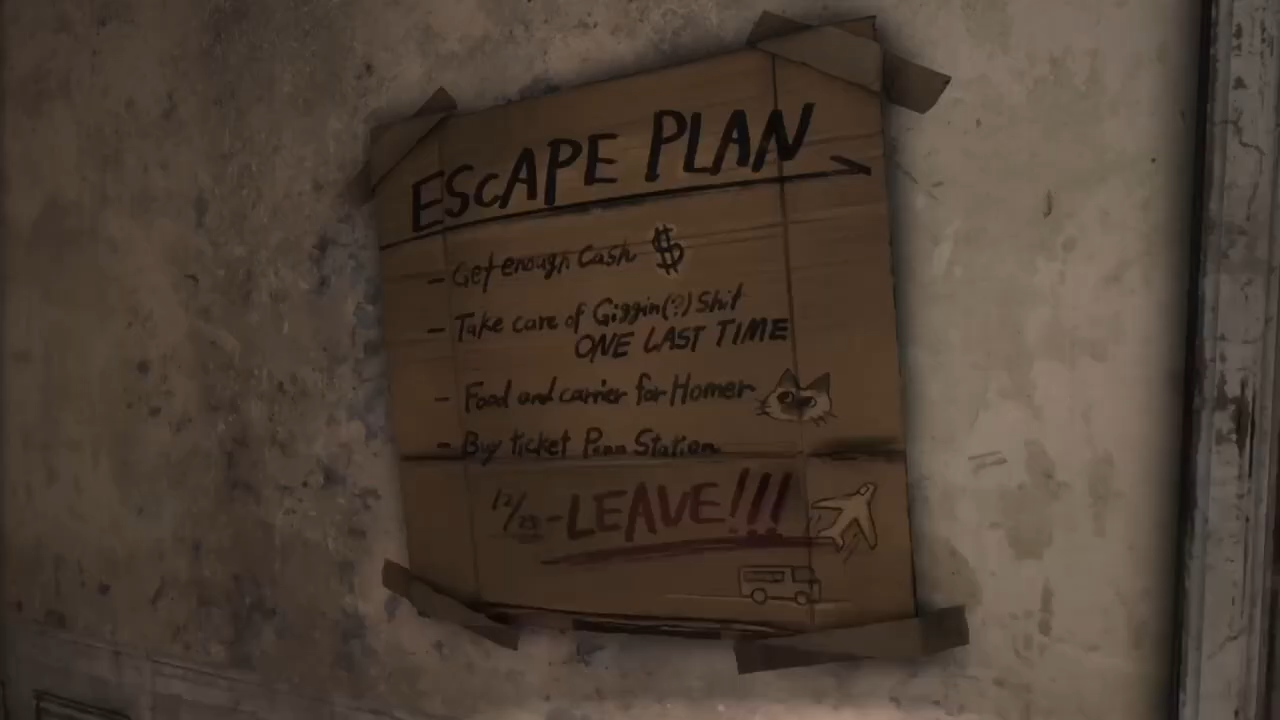 ESCAPE PLAN
- Get enough Cash $
- Take care of Giggin(?) Shit
ONE LAST TIME
- Food and carrier for Homer
- Buy ticket Penn Station
12/25 - LEAVE!!!